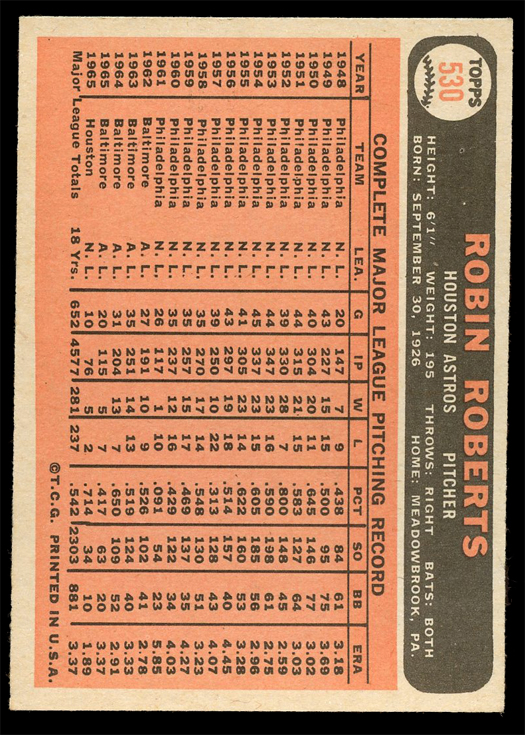 TOPPS
530
ROBIN ROBERTS
HOUSTON ASTROS PITCHER
HEIGHT: 6'1" WEIGHT: 195 THROWS: RIGHT BATS: BOTH
BORN: SEPTEMBER 30, 1926 HOME: MEADOWBROOK, PA.
COMPLETE MAJOR LEAGUE PITCHING RECORD
YEAR TEAM LEA. G IP W L PCT SO BB ERA
1948 Philadelphia N. L. 20 147 7 9 .438 84 61 3.18
1949 Philadelphia N. L. 43 227 15 15 .500 95 75 3.69
1950 Philadelphia N. L. 40 304 20 11 .645 146 77 3.02
1951 Philadelphia N. L. 44 315 21 15 .583 127 64 3.03
1952 Philadelphia N. L. 39 330 28 7 .800 148 45 2.59
1953 Philadelphia N. L. 44 347 23 16 .590 198 61 2.75
1954 Philadelphia N. L. 45 337 23 15 .605 185 56 2.96
1955 Philadelphia N. L. 41 305 23 14 .622 160 53 3.28
1956 Philadelphia N. L. 43 297 19 18 .514 157 40 4.45
1957 Philadelphia N. L. 39 250 10 22 .313 128 43 4.07
1958 Philadelphia N. L. 35 270 17 14 .548 130 51 3.23
1959 Philadelphia N. L. 35 257 15 17 .469 137 35 4.27
1960 Philadelphia N. L. 35 237 12 16 .429 122 34 4.03
1961 Philadelphia N. L. 26 117 1 10 .091 54 23 5.85
1962 Baltimore A. L. 27 191 10 9 .526 102 41 2.78
1963 Baltimore A. L. 35 251 14 13 .519 124 40 3.33
1964 Baltimore A. L. 31 204 13 7 .650 109 52 2.91
1965 Baltimore A. L. 20 115 5 7 .417 63 20 3.37
1965 Houston N. L. 10 76 5 2 .714 34 10 1.89
Major League Totals 18 Yrs. 652 4577 281 237 .542 2303 881 3.37
©T.C.G. PRINTED IN U.S.A.